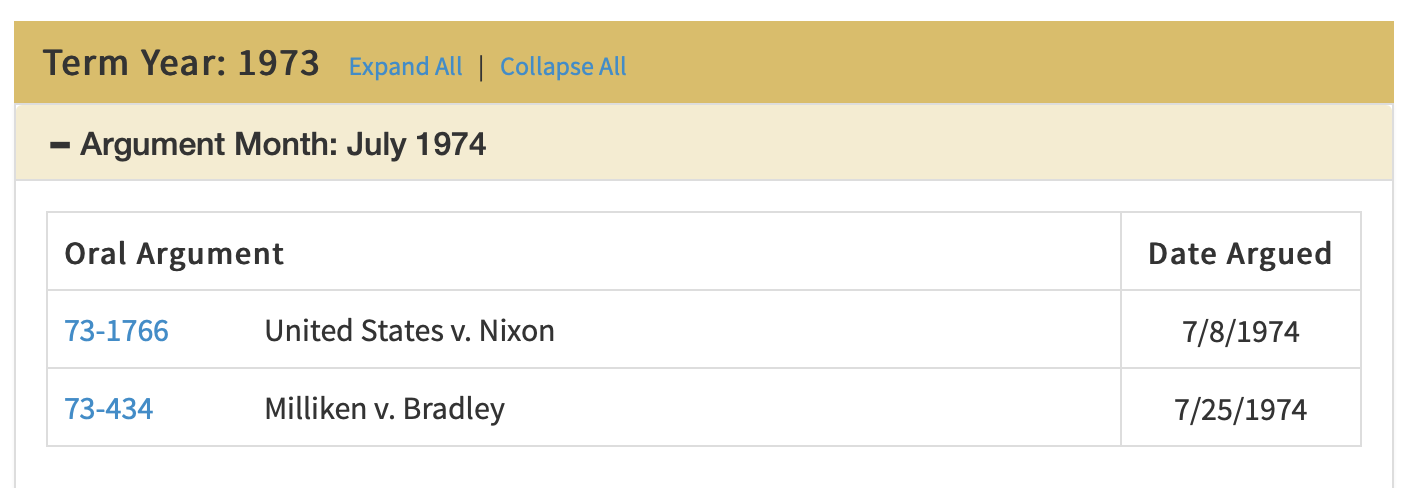 Term Year: 1973 Expand All | Collapse All
− Argument Month: July 1974
Oral Argument Date Argued
73-1766 United States v. Nixon 7/8/1974
73-434 Milliken v. Bradley 7/25/1974